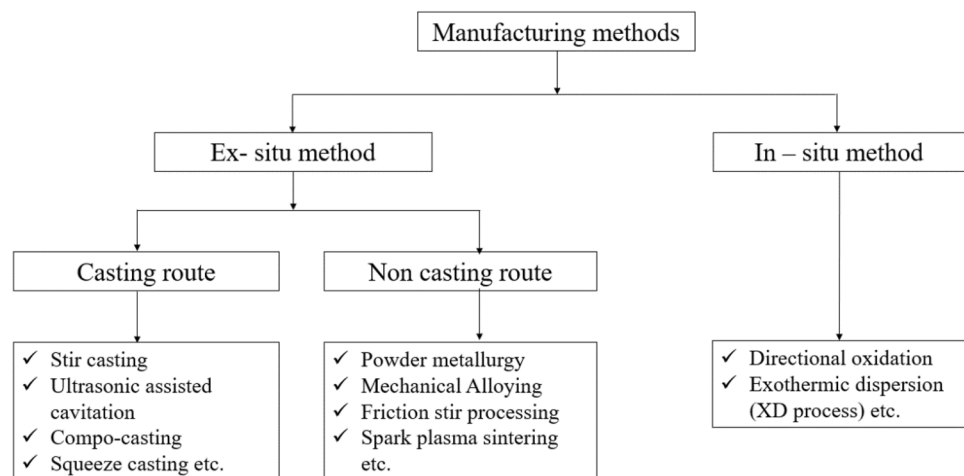 Manufacturing methods
Ex- situ method
In – situ method
Casting route
Non casting route
✓ Stir casting
✓ Ultrasonic assisted
cavitation
✓ Compo-casting
✓ Squeeze casting etc.
✓ Powder metallurgy
✓ Mechanical Alloying
✓ Friction stir processing
✓ Spark plasma sintering
etc.
✓ Directional oxidation
✓ Exothermic dispersion
(XD process) etc.